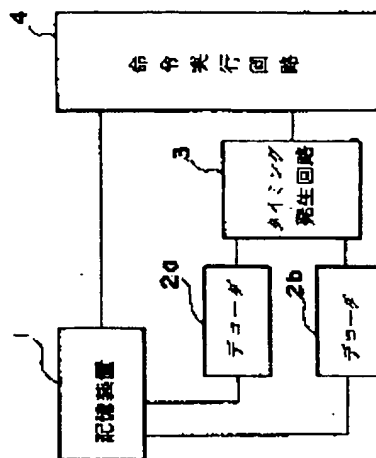 1
記憶装置
2a
デコーダ
2b
デコーダ
3
タイミング
発生回路
4
命令実行回路